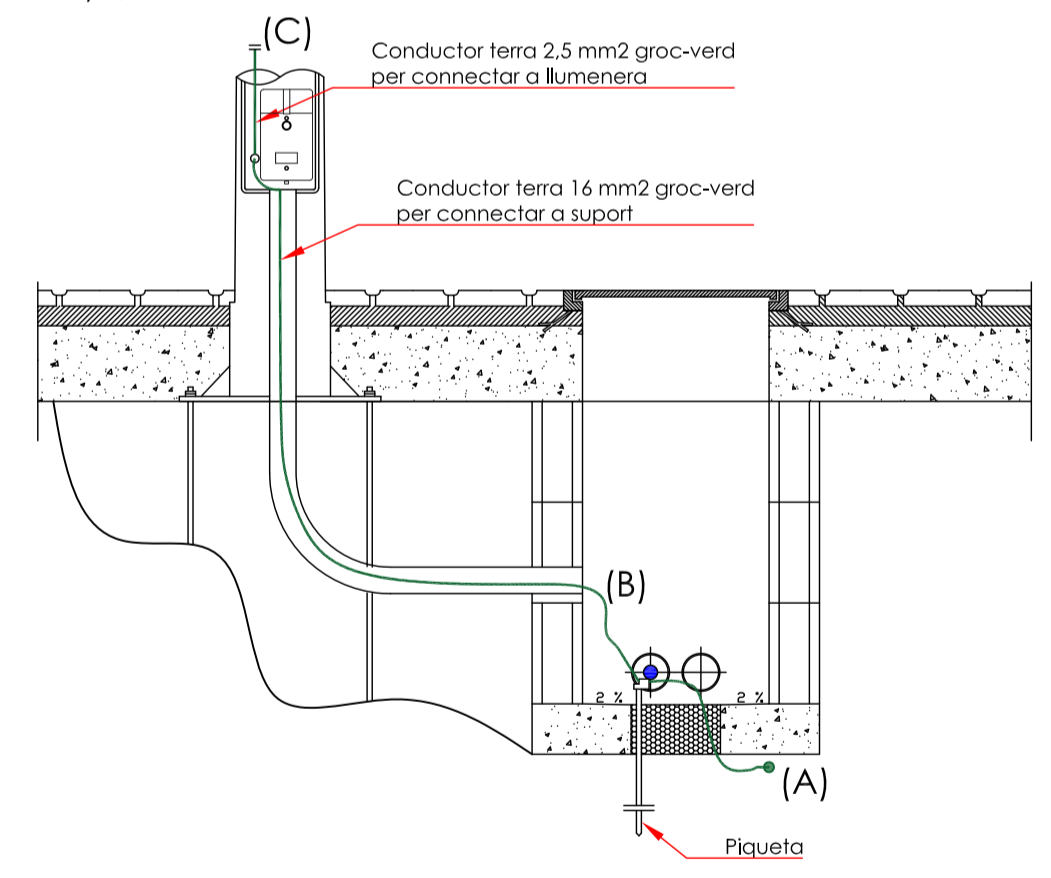 (C)
Conductor terra 2,5 mm2 groc-verd
per connectar a llumenera
Conductor terra 16 mm2 groc-verd
per connectar a suport
(B)
2 %
2 %
(A)
Piqueta